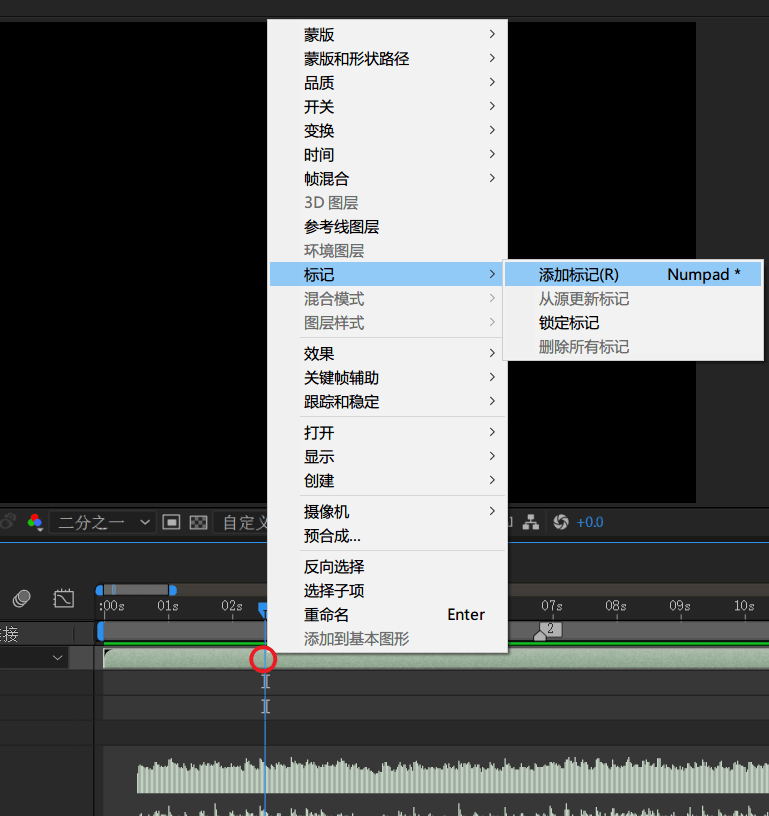 蒙版
蒙版和形状路径
品质
开关
变换
时间
帧混合
3D 图层
参考线图层
环境图层
标记
添加标记(R) Numpad *
混合模式
从源更新标记
图层样式
锁定标记
删除所有标记
效果
关键帧辅助
跟踪和稳定
打开
显示
创建
摄像机
预合成...
反向选择
选择子项
重命名 Enter
添加到基本图形
二分之一
自定义
+0.0
:00s 01s 02s 07s 08s 09s 10s
接
2